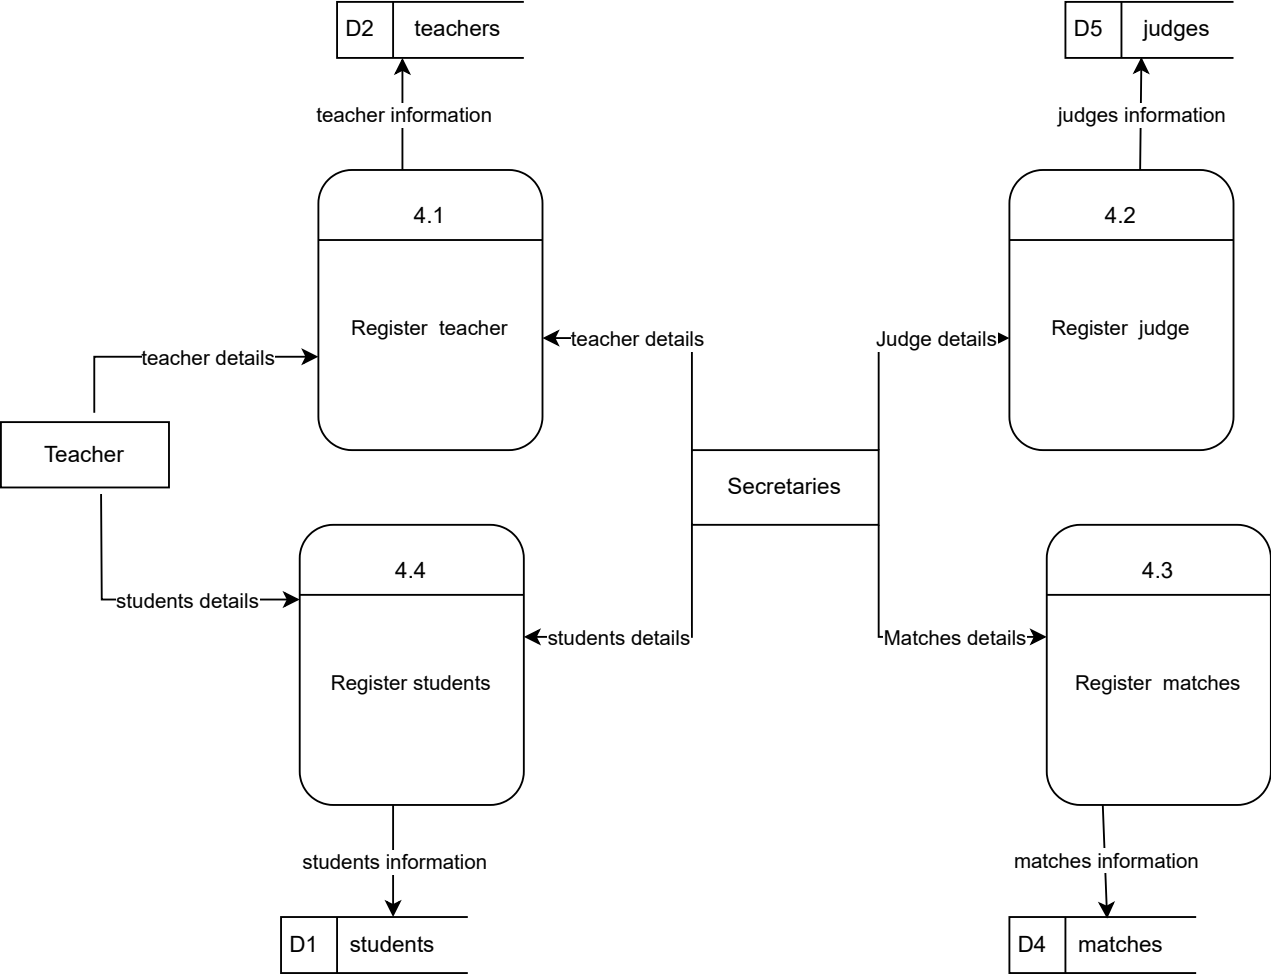 D2
teachers
D5
judges
teacher information
judges information
4.1
4.2
Register  teacher
Register  judge
teacher details
teacher details
Judge details
Teacher
Secretaries
4.4
4.3
students details
students details
Matches details
Register students
Register  matches
students information
matches information
D1
students
D4
matches